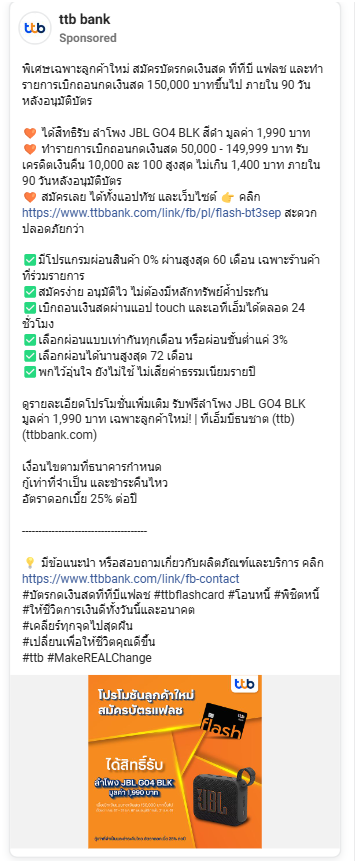 ttb
ttb bank
Sponsored
พิเศษเฉพาะลูกค้าใหม่ สมัครบัตรกดเงินสด ทีทีบี แฟลช และทำ
รายการเบิกถอนกดเงินสด 150,000 บาทขึ้นไป ภายใน 90 วัน
หลังอนุมัติบัตร
🧡 ได้สิทธิ์รับ ลำโพง JBL GO4 BLK สีดำ มูลค่า 1,990 บาท
🧡 ทำรายการเบิกถอนกดเงินสด 50,000 - 149,999 บาท รับ
เครดิตเงินคืน 10,000 ละ 100 สูงสุด ไม่เกิน 1,400 บาท ภายใน
90 วันหลังอนุมัติบัตร
🧡 สมัครเลย ได้ทั้งแอปทัช และเว็บไซต์ 👉 คลิก
https://www.ttbbank.com/link/fb/pl/flash-bt3sep สะดวก
ปลอดภัยกว่า
✅มีโปรแกรมผ่อนสินค้า 0% ผ่านสูงสุด 60 เดือน เฉพาะร้านค้า
ที่ร่วมรายการ
✅สมัครง่าย อนุมัติไว ไม่ต้องมีหลักทรัพย์ค้ำประกัน
✅เบิกถอนเงินสดผ่านแอป touch และเอทีเอ็มได้ตลอด 24
ชั่วโมง
✅เลือกผ่อนแบบเท่ากันทุกเดือน หรือผ่อนขั้นต่ำแค่ 3%
✅เลือกผ่อนได้นานสูงสุด 72 เดือน
✅พกไว้อุ่นใจ ยังไม่ใช้ ไม่เสียค่าธรรมเนียมรายปี
ดูรายละเอียดโปรโมชั่นเพิ่มเติม รับฟรีลำโพง JBL GO4 BLK
มูลค่า 1,990 บาท เฉพาะลูกค้าใหม่! | ทีเอ็มบีธนชาต (ttb)
(ttbbank.com)
เงื่อนไขตามที่ธนาคารกำหนด
กู้เท่าที่จำเป็น และชำระคืนไหว
อัตราดอกเบี้ย 25% ต่อปี
--------------------------------------
💡 มีข้อแนะนำ หรือสอบถามเกี่ยวกับผลิตภัณฑ์และบริการ คลิก
https://www.ttbbank.com/link/fb-contact
#บัตรกดเงินสดทีทีบีแฟลช #ttbflashcard #โอนหนี้ #พิชิตหนี้
#ให้ชีวิตการเงินดีทั้งวันนี้และอนาคต
#เคลียร์ทุกจุดไปสุดฝัน
#เปลี่ยนเพื่อให้ชีวิตคุณดีขึ้น
#ttb #MakeREALChange
ttb
โปรโมชันลูกค้าใหม่
สมัครบัตรแฟลช
flash
ได้สิทธิ์รับ
ลำโพง JBL GO4 BLK
มูลค่า 1,990 บาท
JBL